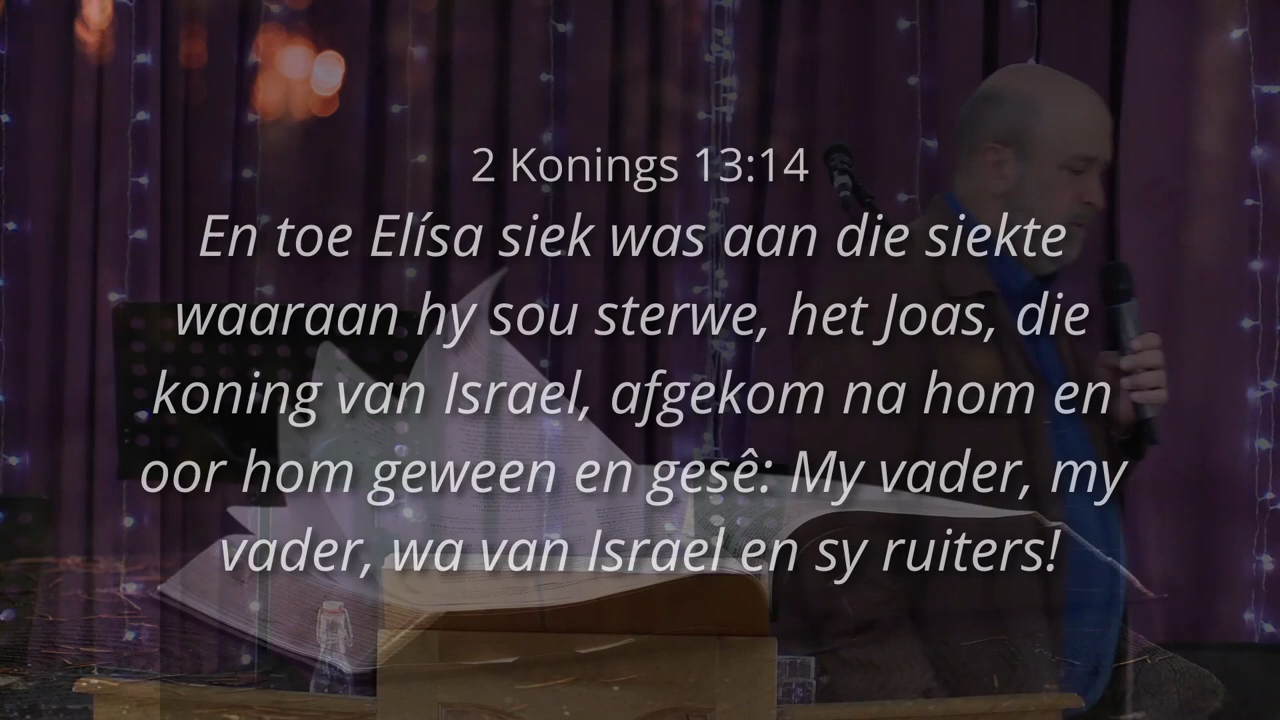 2 Konings 13:14
En toe Elísa siek was aan die siekte
waaraan hy sou sterwe, het Joas, die
koning van Israel, afgekom na hom en
oor hom geween en gesê: My vader, my
vader, wa van Israel en sy ruiters!